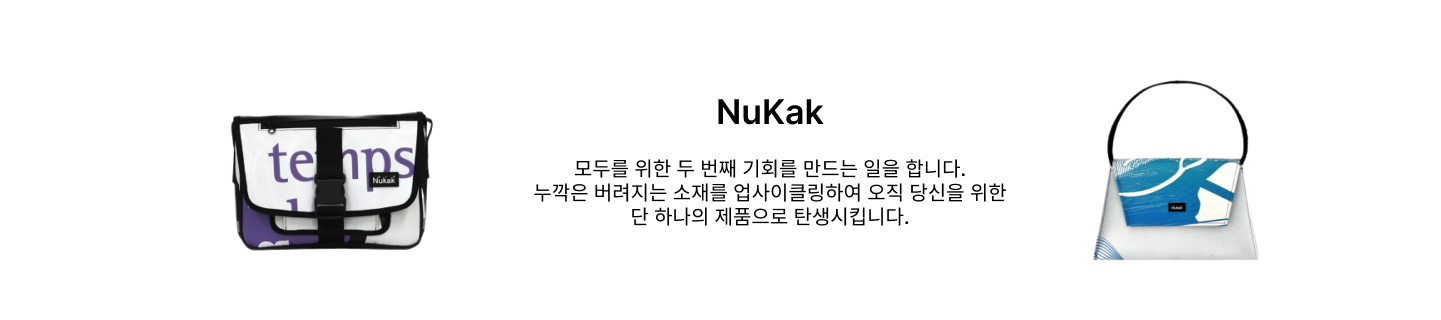 NuKak
모두를 위한 두 번째 기회를 만드는 일을 합니다.
누깍은 버려지는 소재를 업사이클링하여 오직 당신을 위한
단 하나의 제품으로 탄생시킵니다.
temps
Nukak
Nukak